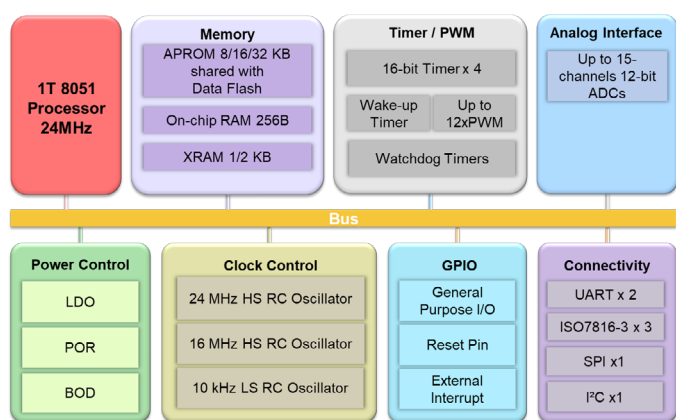 1T 8051
Processor
24MHz
Memory
APROM 8/16/32 KB
shared with
Data Flash
On-chip RAM 256B
XRAM 1/2 KB
Timer / PWM
16-bit Timer x 4
Wake-up
Timer
Up to
12xPWM
Watchdog Timers
Analog Interface
Up to 15-
channels 12-bit
ADCs
Bus
Power Control
LDO
POR
BOD
Clock Control
24 MHz HS RC Oscillator
16 MHz HS RC Oscillator
10 kHz LS RC Oscillator
GPIO
General
Purpose I/O
Reset Pin
External
Interrupt
Connectivity
UART x 2
ISO7816-3 x 3
SPI x1
I²C x1